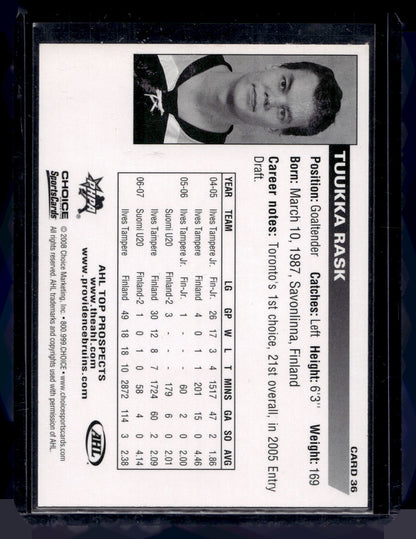 CARD 36
TUUKKA RASK
Position: Goaltender Catches: Left Height: 6'3" Weight: 169
Born: March 10, 1987, Savonlinna, Finland
Career notes: Toronto's 1st choice, 21st overall, in 2005 Entry
Draft.
YEAR TEAM LG GP W L T MINS GA SO AVG
04-05 Ilves Tampere Jr. Fin-Jr. 26 17 3 4 1517 47 2 1.86
Ilves Tampere Finland 4 0 1 1 201 15 0 4.46
05-06 Ilves Tampere Jr. Fin-Jr. 1 - - - 60 2 0 2.00
Suomi U20 Finland-2 3 - - - 179 6 0 2.01
Ilves Tampere Finland 30 12 8 7 1724 60 2 2.09
06-07 Suomi U20 Finland-2 1 0 1 0 58 4 0 4.14
Ilves Tampere Finland 49 18 18 10 2872 114 3 2.38
PHPA
AHL TOP PROSPECTS
www.theahl.com
www.providencebruins.com
AHL
CHOICE
SportsCards
© 2008 Choice Marketing, Inc. • 800.999.CHOICE • www.choicesportscards.com
All rights reserved. AHL trademarks and copyrights used with permission of AHL.